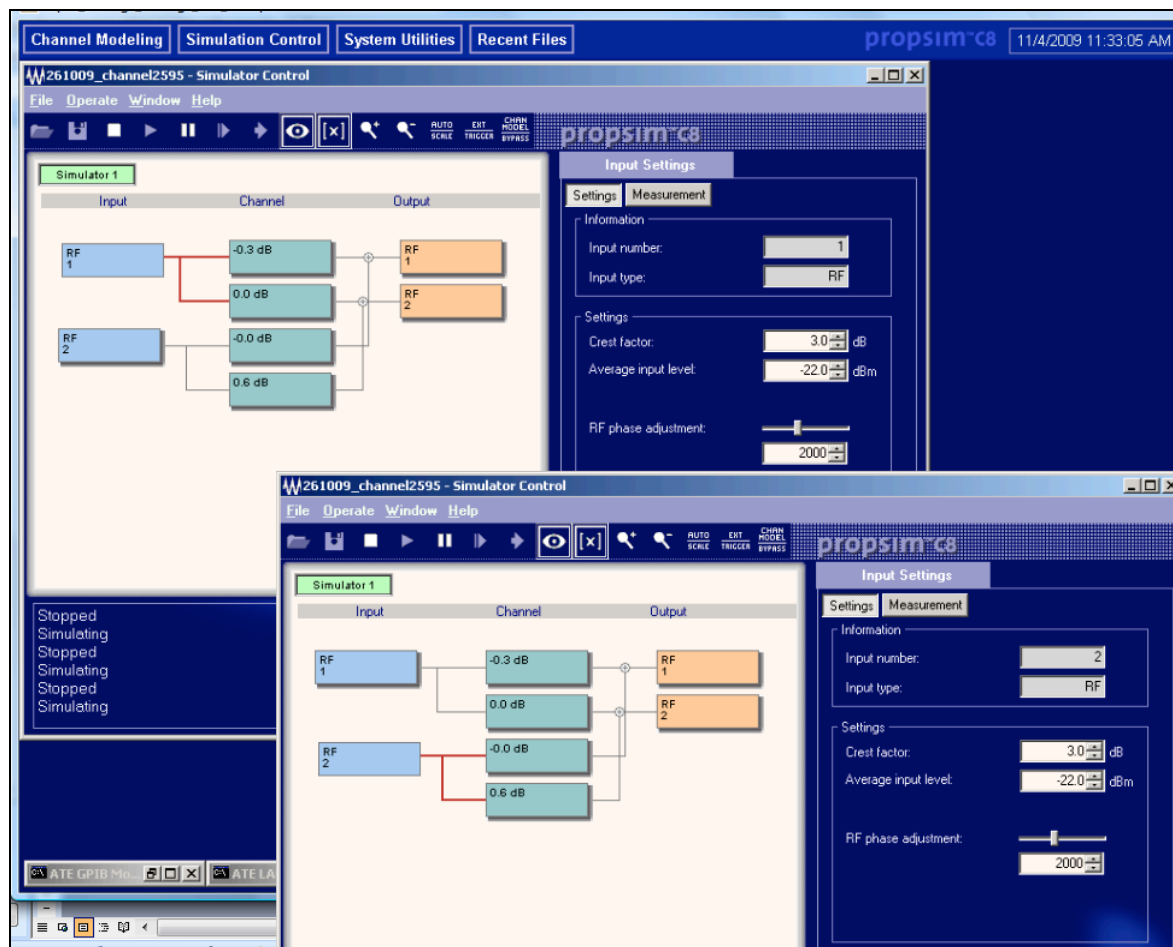 Channel Modeling Simulation Control System Utilities Recent Files propsim C8 11/4/2009 11:33:05 AM
261009_channel2595 - Simulator Control
File Operate Window Help
AUTO SCALE EXT TRIGGER CHAN MODEL BYPASS propsim C8
Simulator 1
Input Channel Output
RF 1
-0.3 dB
RF 1
0.0 dB
RF 2
RF 2
-0.0 dB
0.6 dB
Input Settings
Settings Measurement
Information
Input number: 1
Input type: RF
Settings
Crest factor: 3.0 dB
Average input level: -22.0 dBm
RF phase adjustment:
2000
Stopped
Simulating
Stopped
Simulating
Stopped
Simulating
ATE GPIB Mo... ATE LA
261009_channel2595 - Simulator Control
File Operate Window Help
AUTO SCALE EXT TRIGGER CHAN MODEL BYPASS propsim C8
Simulator 1
Input Channel Output
RF 1
-0.3 dB
RF 1
0.0 dB
RF 2
RF 2
-0.0 dB
0.6 dB
Input Settings
Settings Measurement
Information
Input number: 2
Input type: RF
Settings
Crest factor: 3.0 dB
Average input level: -22.0 dBm
RF phase adjustment:
2000